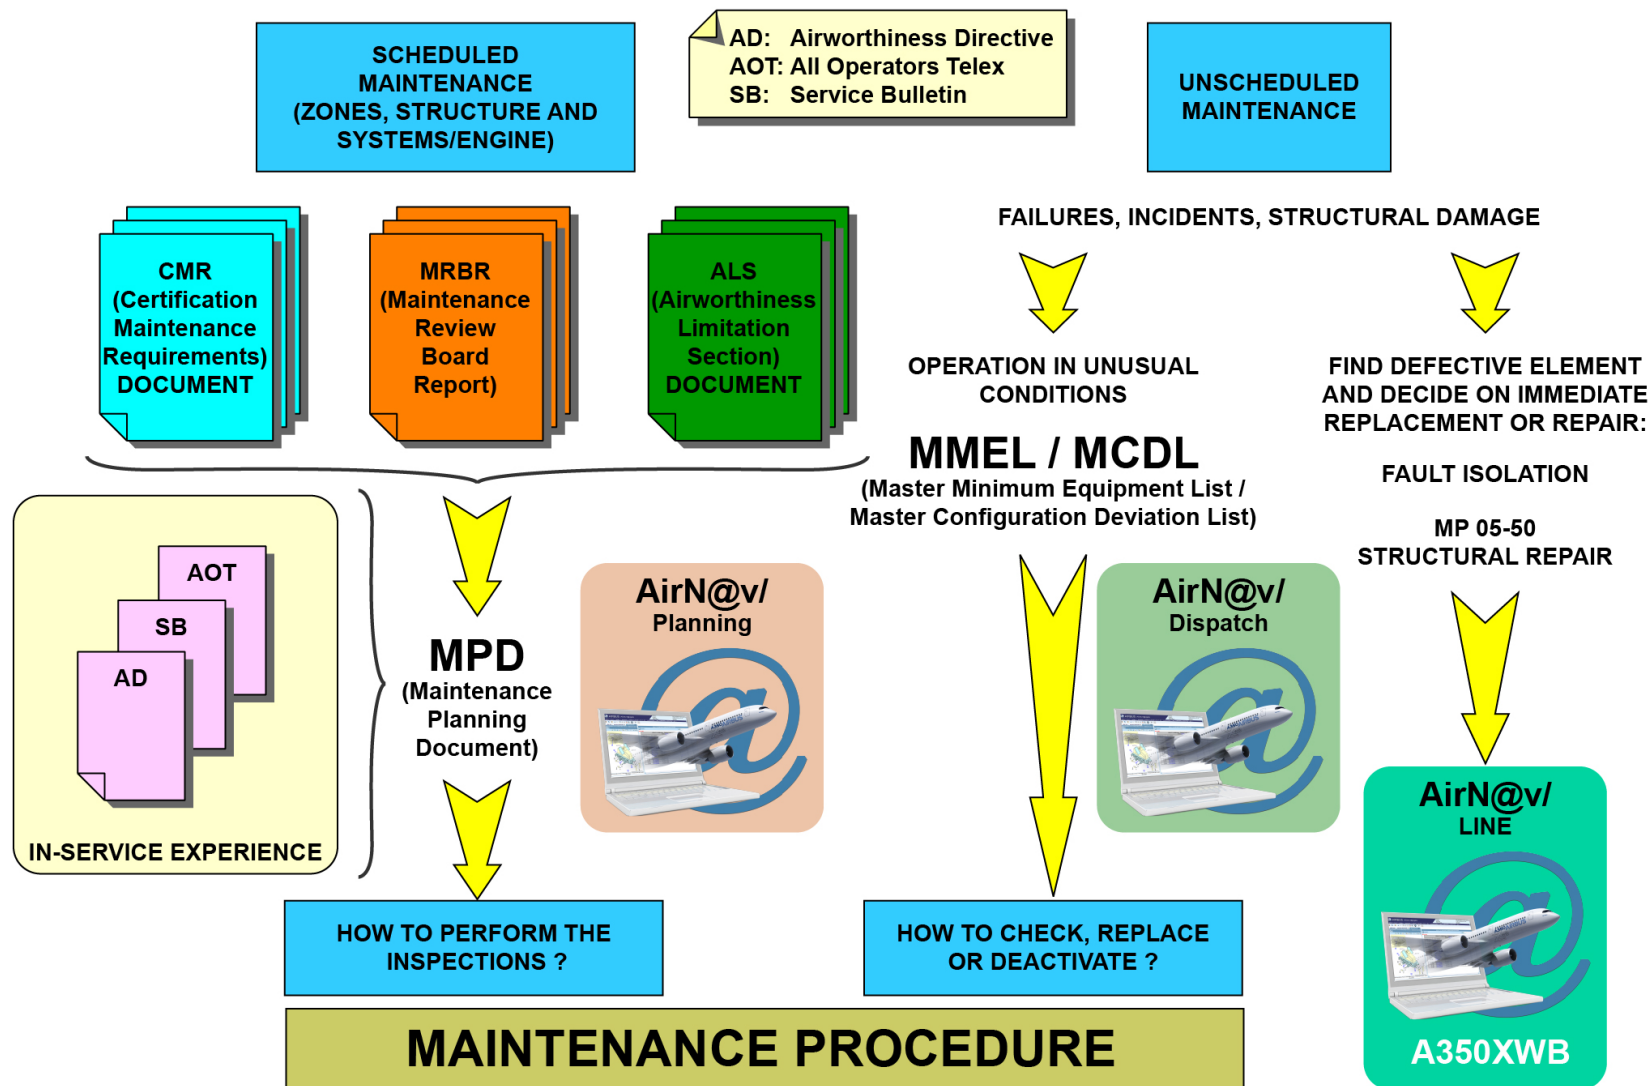 SCHEDULED
MAINTENANCE
(ZONES, STRUCTURE AND
SYSTEMS/ENGINE)
AD: Airworthiness Directive
AOT: All Operators Telex
SB: Service Bulletin
UNSCHEDULED
MAINTENANCE
CMR
(Certification
Maintenance
Requirements)
DOCUMENT
MRBR
(Maintenance
Review
Board
Report)
ALS
(Airworthiness
Limitation
Section)
DOCUMENT
FAILURES, INCIDENTS, STRUCTURAL DAMAGE
OPERATION IN UNUSUAL
CONDITIONS
MMEL / MCDL
(Master Minimum Equipment List /
Master Configuration Deviation List)
FIND DEFECTIVE ELEMENT
AND DECIDE ON IMMEDIATE
REPLACEMENT OR REPAIR:
FAULT ISOLATION
MP 05-50
STRUCTURAL REPAIR
AOT
SB
AD
IN-SERVICE EXPERIENCE
MPD
(Maintenance
Planning
Document)
AirN@v/
Planning
AirN@v/
Dispatch
AirN@v/
LINE
A350XWB
HOW TO PERFORM THE
INSPECTIONS ?
HOW TO CHECK, REPLACE
OR DEACTIVATE ?
MAINTENANCE PROCEDURE